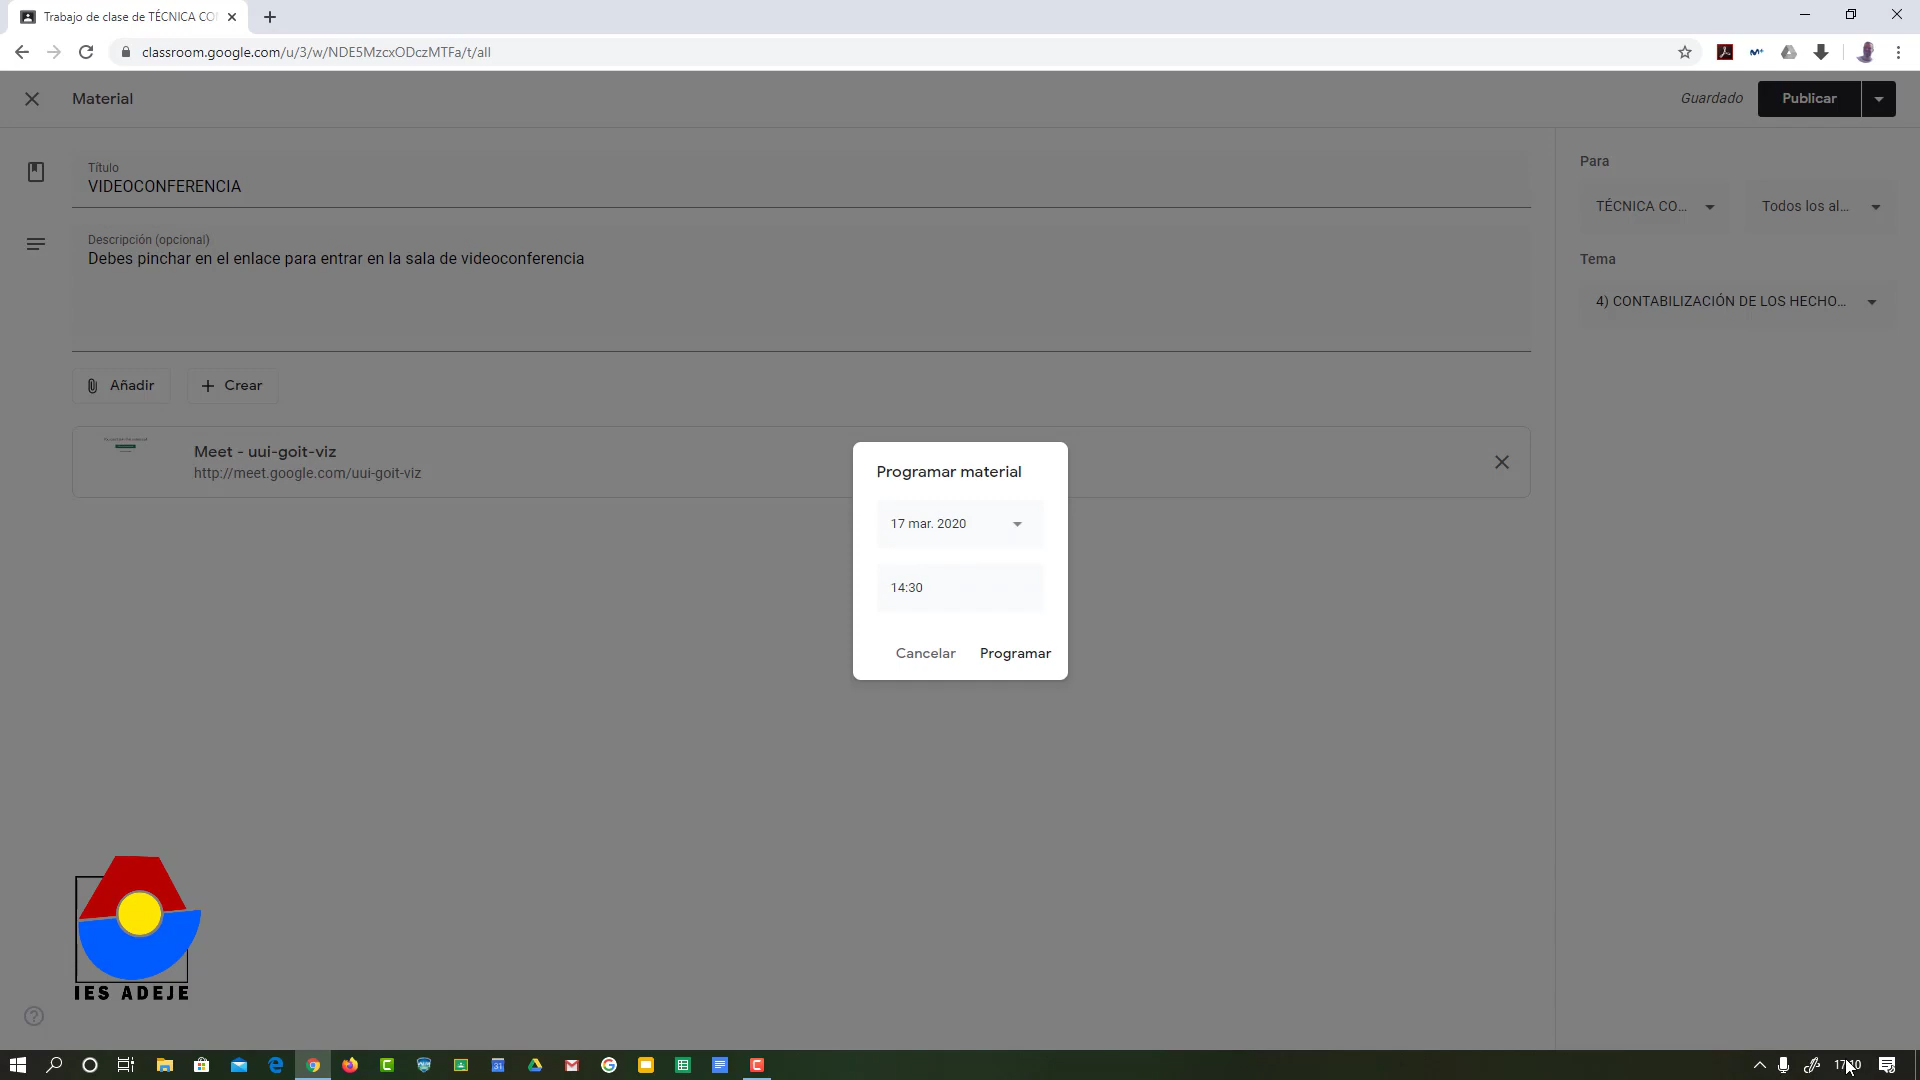 Trabajo de clase de TÉCNICA CO
classroom.google.com/u/3/w/NDE5MzcxODczMTFa/t/all
Material
Guardado
Publicar
Título
VIDEOCONFERENCIA
Descripción (opcional)
Debes pinchar en el enlace para entrar en la sala de videoconferencia
Añadir
Crear
Meet - uui-goit-viz
http://meet.google.com/uui-goit-viz
Para
TÉCNICA CO...
Todos los al...
Tema
4) CONTABILIZACIÓN DE LOS HECHO...
Programar material
17 mar. 2020
14:30
Cancelar
Programar
IES ADEJE